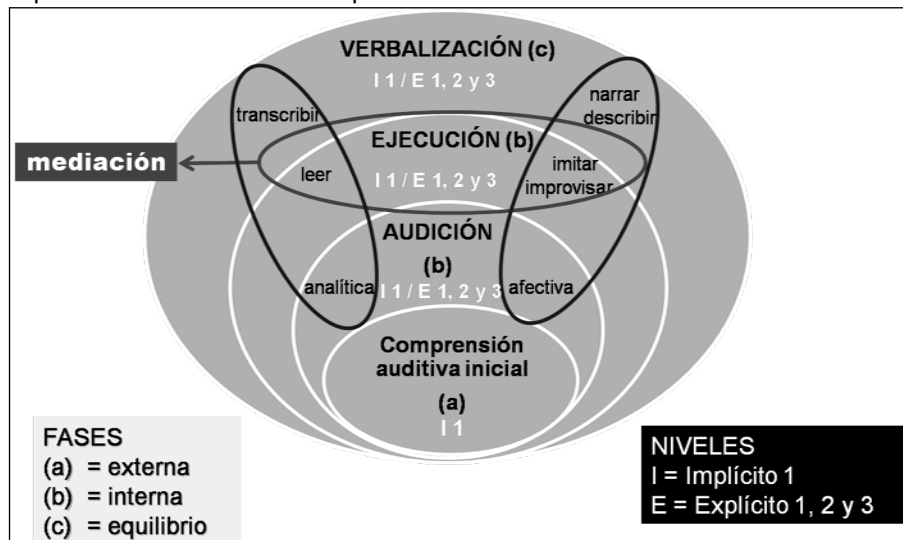 VERBALIZACIÓN (c)
I 1 / E 1, 2 y 3
transcribir
narrar
describir
EJECUCIÓN (b)
mediación
leer
I 1 / E 1, 2 y 3
imitar
improvisar
AUDICIÓN
(b)
analítica
I 1 / E 1, 2 y 3
afectiva
Comprensión
auditiva inicial
(a)
I 1
FASES
(a) = externa
(b) = interna
(c) = equilibrio
NIVELES
I = Implícito 1
E = Explícito 1, 2 y 3